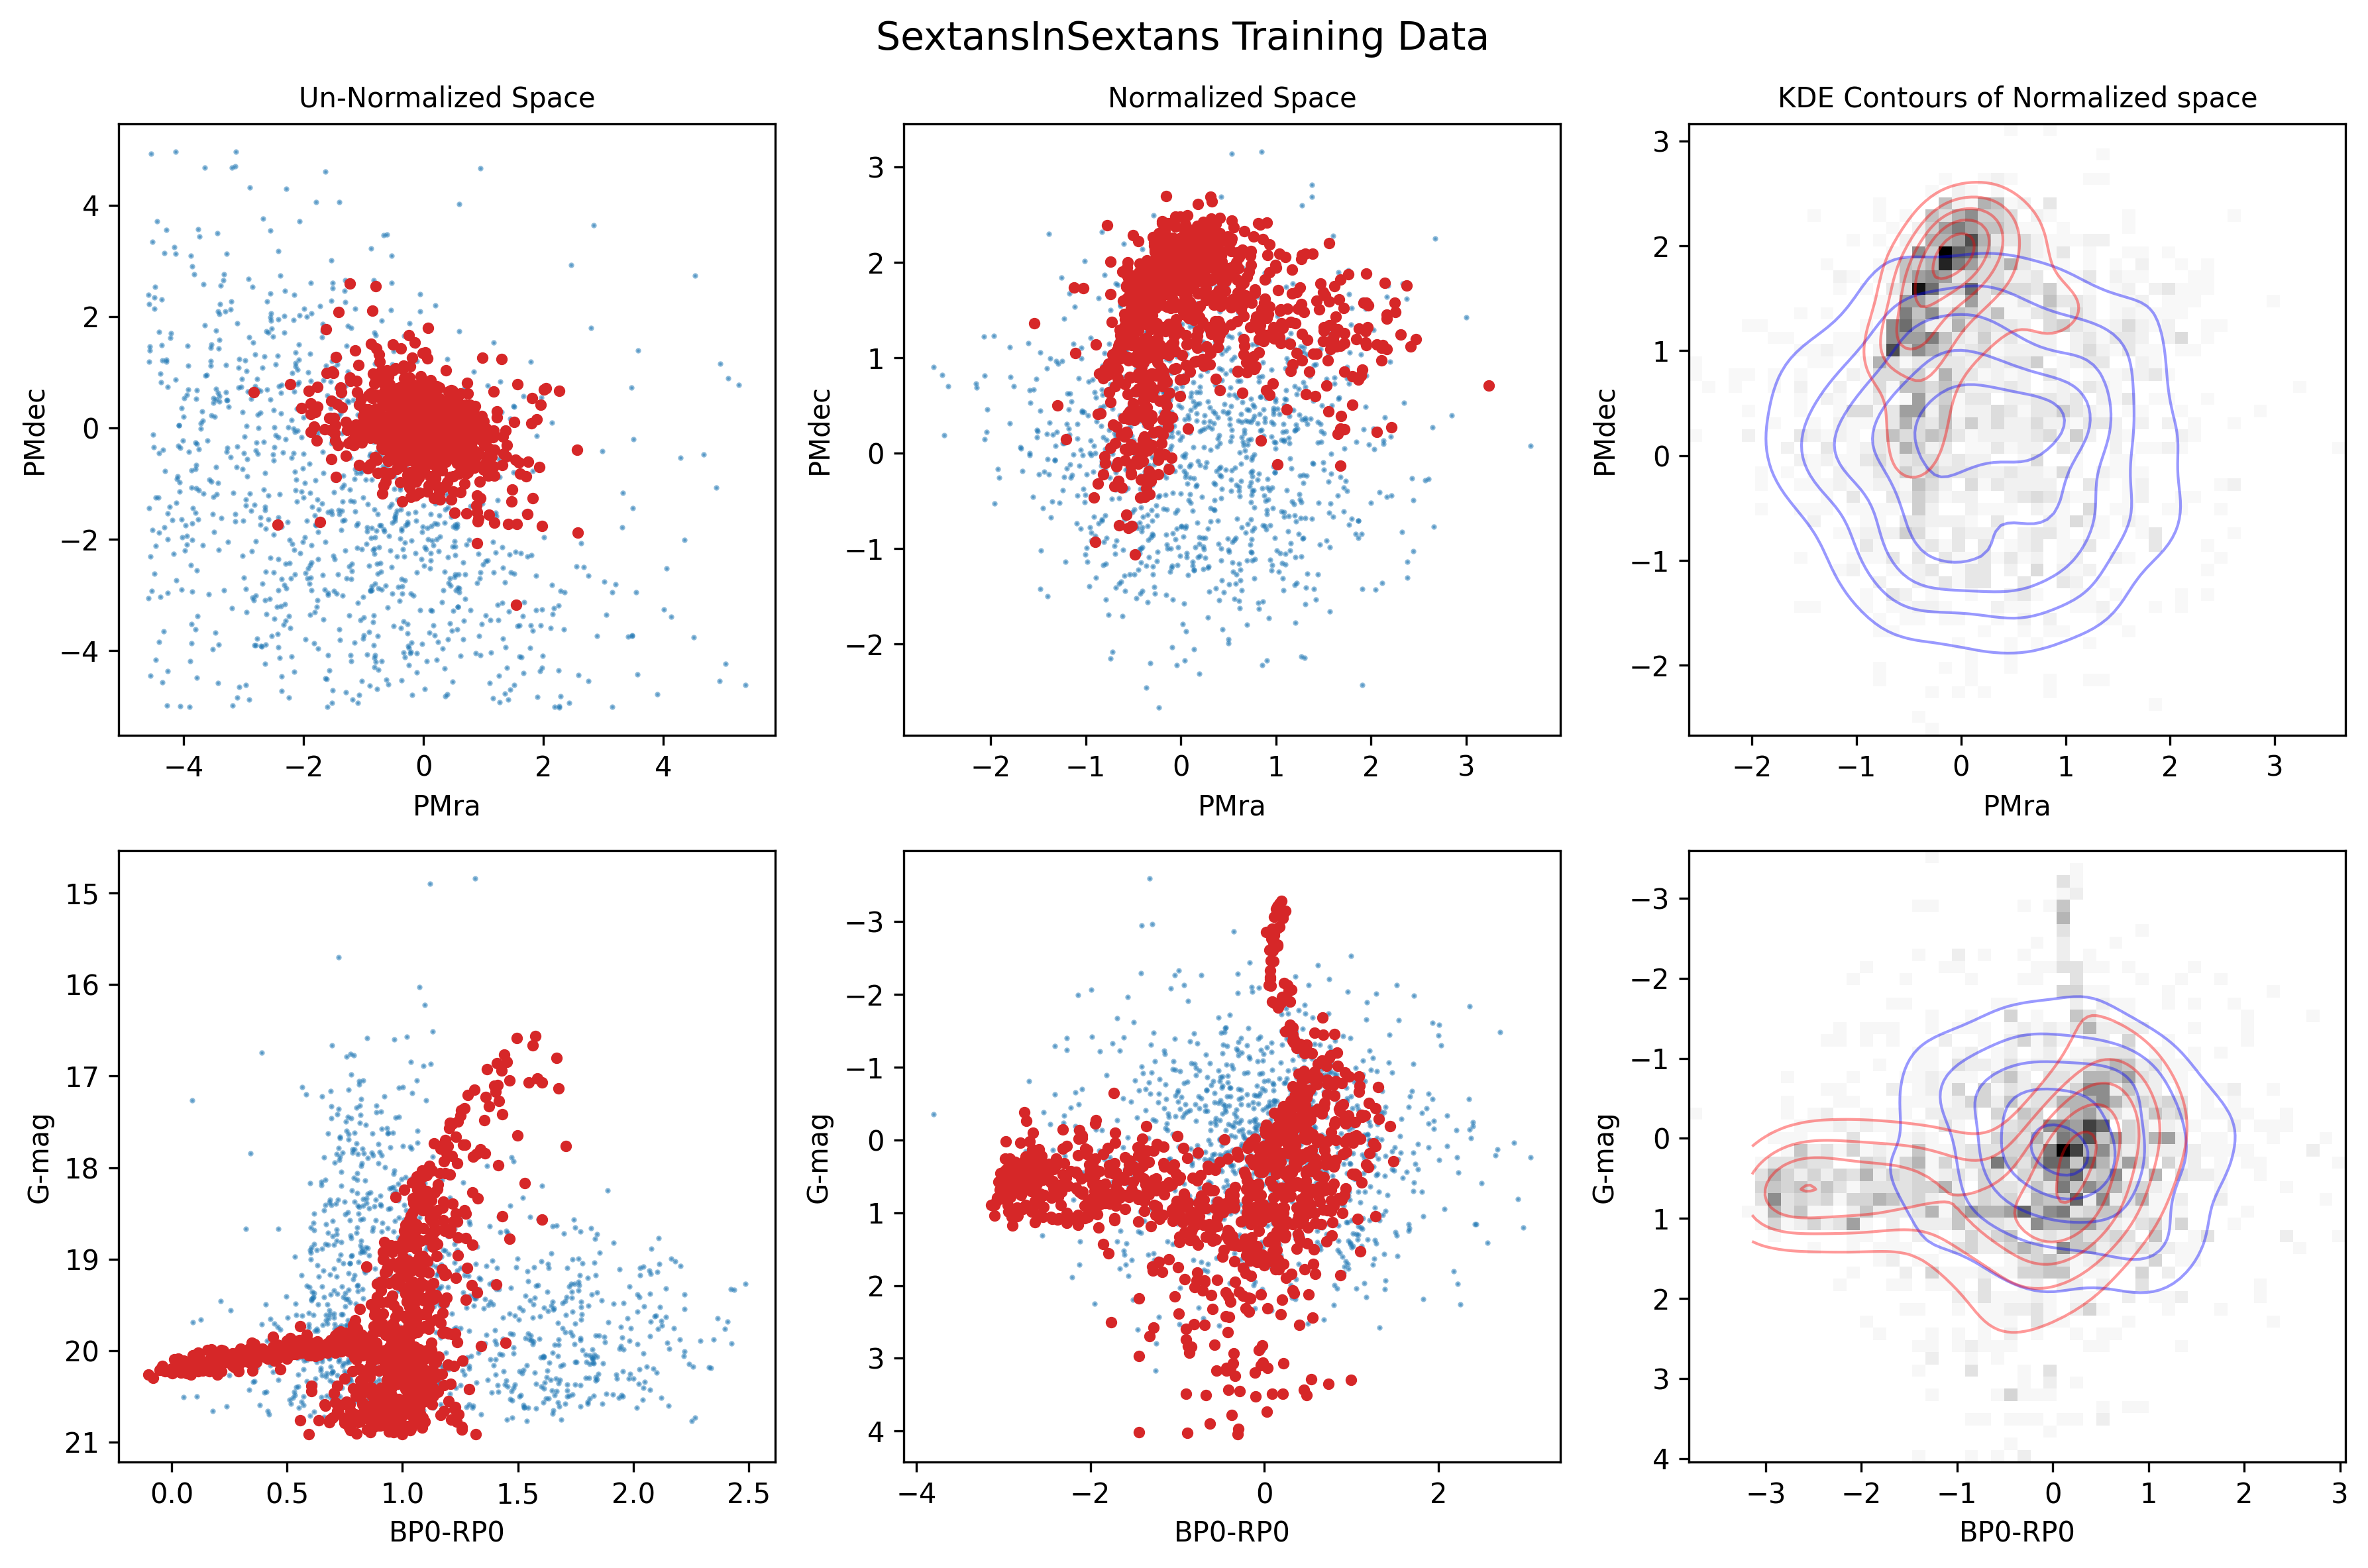 SextansInSextans Training Data
Un-Normalized Space
Normalized Space
KDE Contours of Normalized space
4
2
0
−2
−4
PMdec
−4 −2 0 2 4
PMra
3
2
1
0
−1
−2
PMdec
−2 −1 0 1 2 3
PMra
3
2
1
0
−1
−2
PMdec
−2 −1 0 1 2 3
PMra
15
16
17
18
19
20
21
G-mag
0.0 0.5 1.0 1.5 2.0 2.5
BP0-RP0
−3
−2
−1
0
1
2
3
4
G-mag
−4 −2 0 2
BP0-RP0
−3
−2
−1
0
1
2
3
4
G-mag
−3 −2 −1 0 1 2 3
BP0-RP0